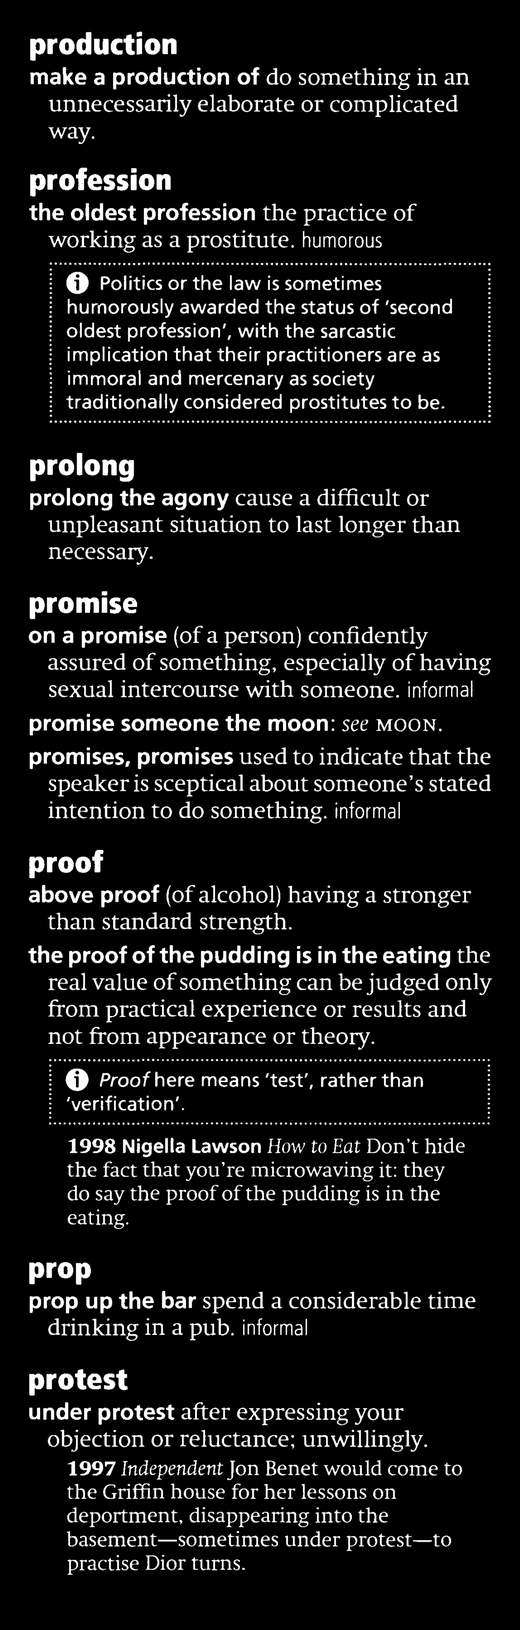 production
make a production of do something in an
unnecessarily elaborate or complicated
way.
profession
the oldest profession the practice of
working as a prostitute. humorous
Politics or the law is sometimes
humorously awarded the status of ‘second
oldest profession’, with the sarcastic
implication that their practitioners are as
immoral and mercenary as society
traditionally considered prostitutes to be.
prolong
prolong the agony cause a difficult or
unpleasant situation to last longer than
necessary.
promise
on a promise (of a person) confidently
assured of something, especially of having
sexual intercourse with someone. informal
promise someone the moon: see MOON.
promises, promises used to indicate that the
speaker is sceptical about someone’s stated
intention to do something. informal
proof
above proof (of alcohol) having a stronger
than standard strength.
the proof of the pudding is in the eating the
real value of something can be judged only
from practical experience or results and
not from appearance or theory.
Proof here means ‘test’, rather than
‘verification’.
1998 Nigella Lawson How to Eat Don’t hide
the fact that you’re microwaving it: they
do say the proof of the pudding is in the
eating.
prop
prop up the bar spend a considerable time
drinking in a pub. informal
protest
under protest after expressing your
objection or reluctance; unwillingly.
1997 Independent Jon Benet would come to
the Griffin house for her lessons on
deportment, disappearing into the
basement—sometimes under protest—to
practise Dior turns.